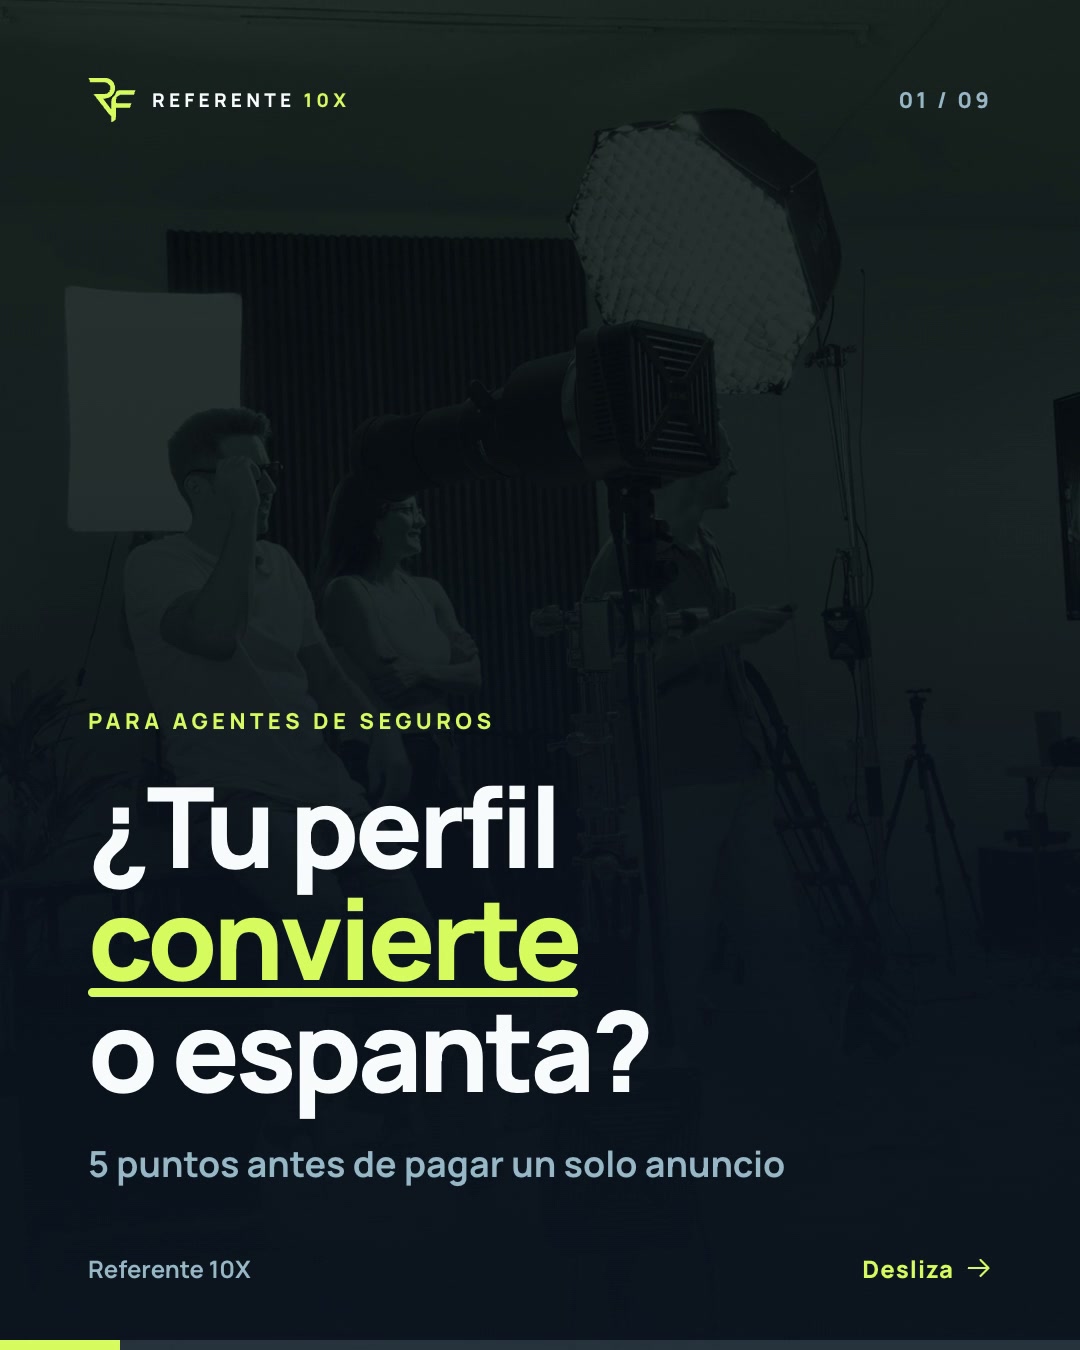 REFERENTE 10X
01 / 09
PARA AGENTES DE SEGUROS
¿Tu perfil
convierte
o espanta?
5 puntos antes de pagar un solo anuncio
Referente 10X
Desliza →